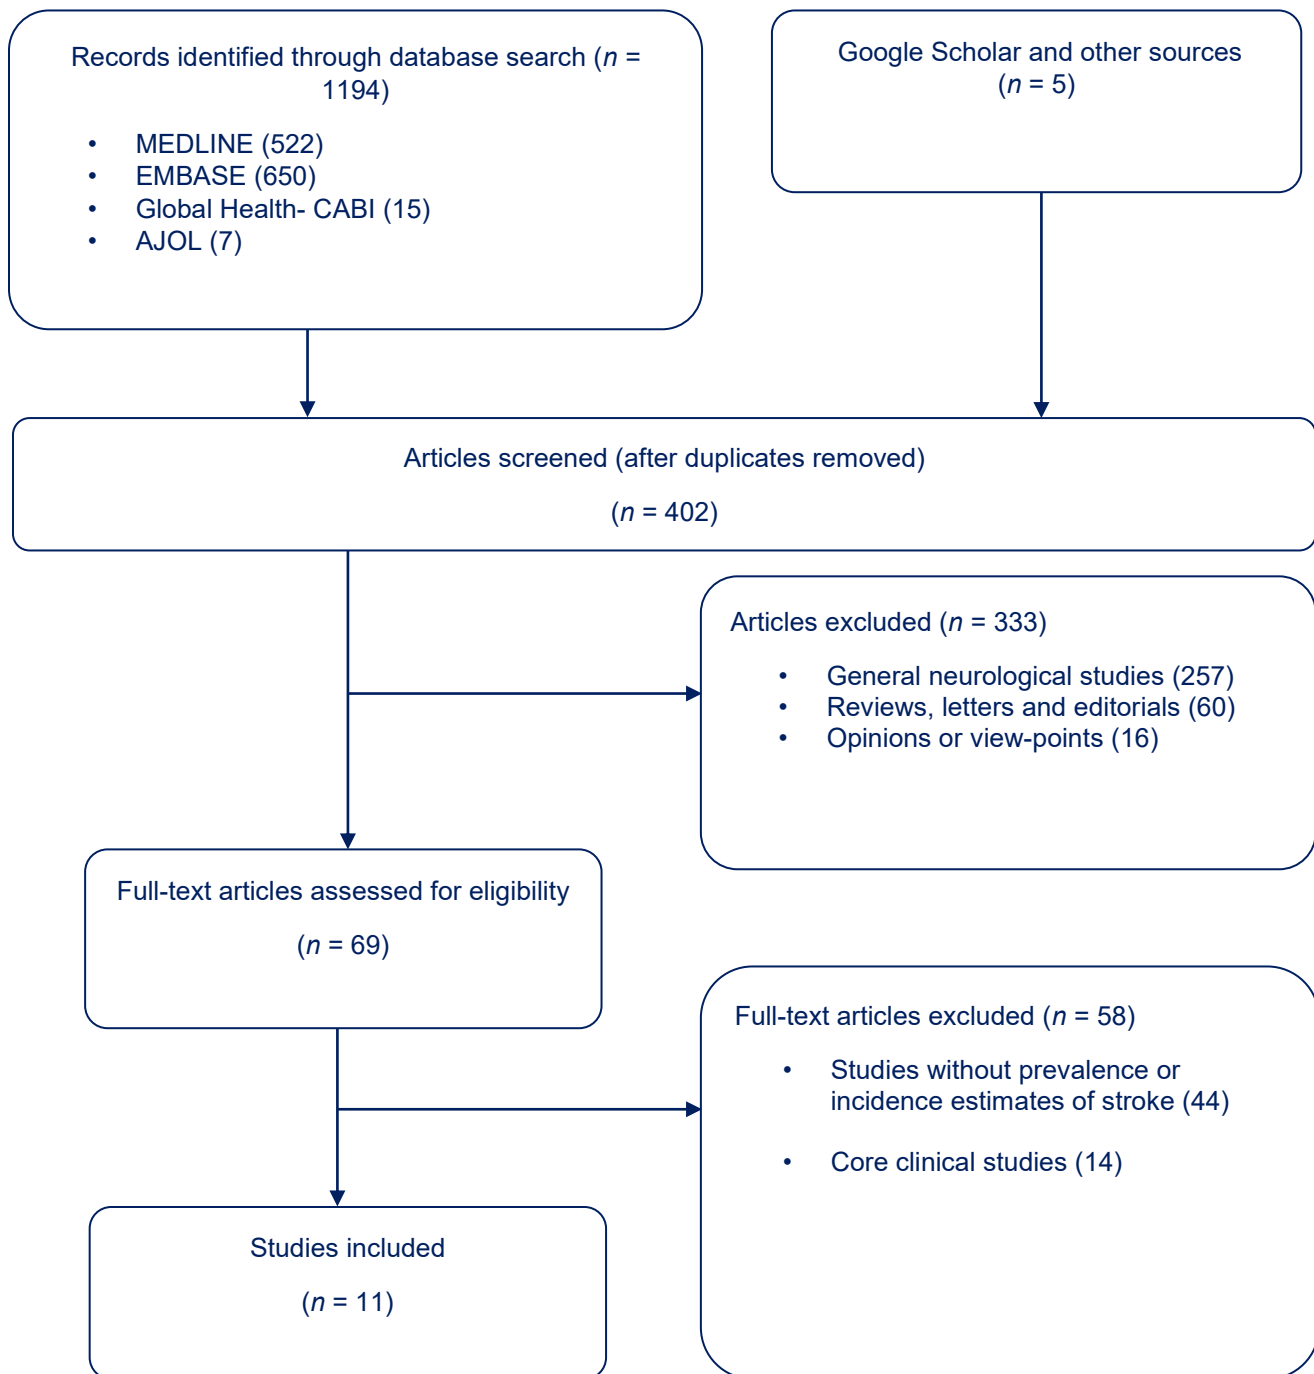 Records identified through database search (n =
1194)
• MEDLINE (522)
• EMBASE (650)
• Global Health- CABI (15)
• AJOL (7)
Google Scholar and other sources
(n = 5)
Articles screened (after duplicates removed)
(n = 402)
Articles excluded (n = 333)
• General neurological studies (257)
• Reviews, letters and editorials (60)
• Opinions or view-points (16)
Full-text articles assessed for eligibility
(n = 69)
Full-text articles excluded (n = 58)
• Studies without prevalence or
incidence estimates of stroke (44)
• Core clinical studies (14)
Studies included
(n = 11)